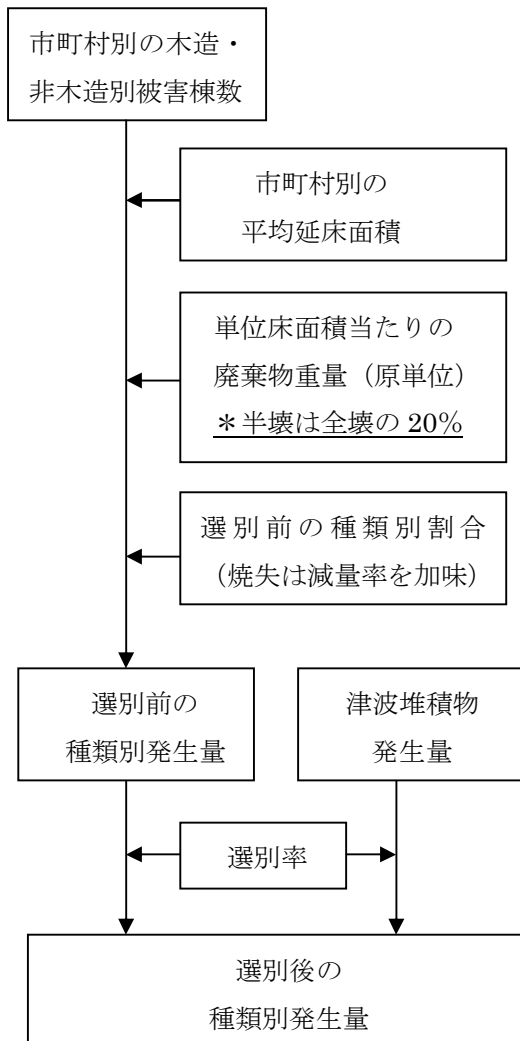 市町村別の木造・
非木造別被害棟数
市町村別の
平均延床面積
単位床面積当たりの
廃棄物重量（原単位）
＊半壊は全壊の 20%
選別前の種類別割合
（焼失は減量率を加味）
選別前の
種類別発生量
津波堆積物
発生量
選別率
選別後の
種類別発生量